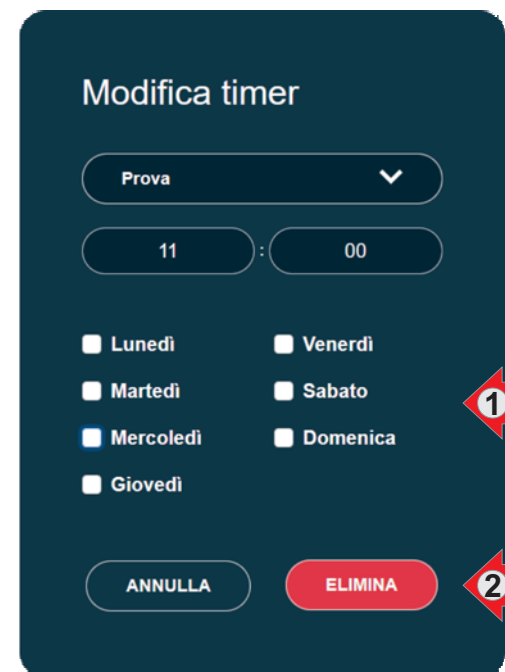 Modifica timer
Prova
11 : 00
Lunedì Venerdì
Martedì Sabato
1
Mercoledì Domenica
Giovedì
ANNULLA ELIMINA
2